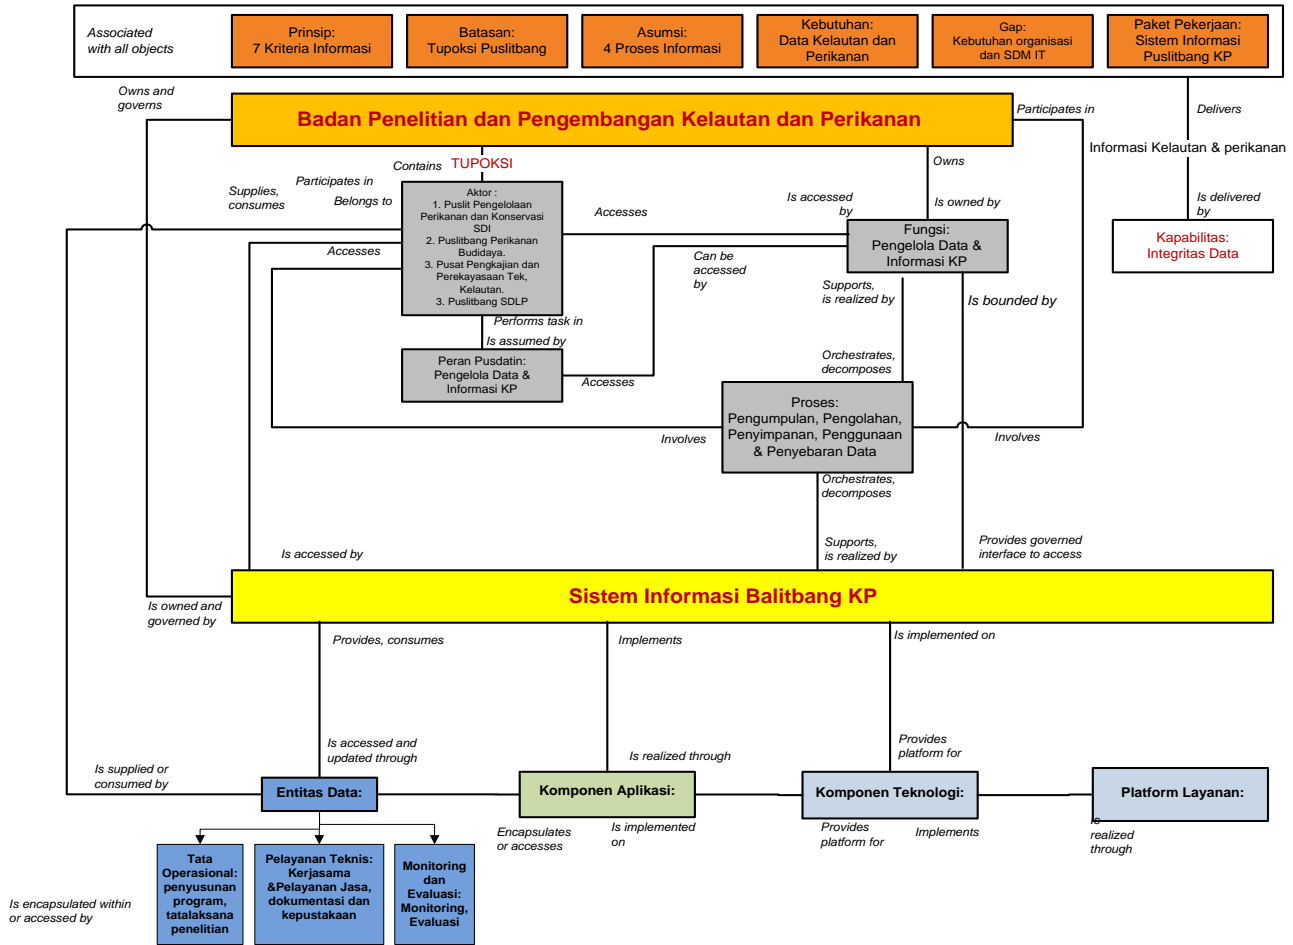 Associated
with all objects
Prinsip:
7 Kriteria Informasi
Batasan:
Tupoksi Puslitbang
Asumsi:
4 Proses Informasi
Kebutuhan:
Data Kelautan dan
Perikanan
Gap:
Kebutuhan organisasi
dan SDM IT
Paket Pekerjaan:
Sistem Informasi
Puslitbang KP
Owns and
governs
Badan Penelitian dan Pengembangan Kelautan dan Perikanan
Participates in
Delivers
Informasi Kelautan & perikanan
Contains
TUPOKSI
Owns
Supplies,
consumes
Participates in
Belongs to
Aktor :
1. Puslit Pengelolaan
Perikanan dan Konservasi
SDI
2. Puslitbang Perikanan
Budidaya.
3. Pusat Pengkajian dan
Perekayasaan Tek,
Kelautan.
3. Puslitbang SDLP
Accesses
Is accessed
by
Is owned by
Is delivered
by
Fungsi:
Pengelola Data &
Informasi KP
Kapabilitas:
Integritas Data
Accesses
Can be
accessed
by
Supports,
is realized by
Is bounded by
Performs task in
Is assumed by
Peran Pusdatin:
Pengelola Data &
Informasi KP
Accesses
Orchestrates,
decomposes
Proses:
Pengumpulan, Pengolahan,
Penyimpanan, Penggunaan
& Penyebaran Data
Involves
Involves
Orchestrates,
decomposes
Is accessed by
Supports,
is realized by
Provides governed
interface to access
Sistem Informasi Balitbang KP
Is owned and
governed by
Provides, consumes
Implements
Is implemented on
Is accessed and
updated through
Is realized through
Provides
platform for
Is supplied or
consumed by
Entitas Data:
Komponen Aplikasi:
Komponen Teknologi:
Platform Layanan:
Encapsulates
or accesses
Is implemented
on
Provides
platform for
Implements
Is
realized
through
Tata
Operasional:
penyusunan
program,
tatalaksana
penelitian
Pelayanan Teknis:
Kerjasama
&Pelayanan Jasa,
dokumentasi dan
kepustakaan
Monitoring
dan
Evaluasi:
Monitoring,
Evaluasi
Is encapsulated within
or accessed by